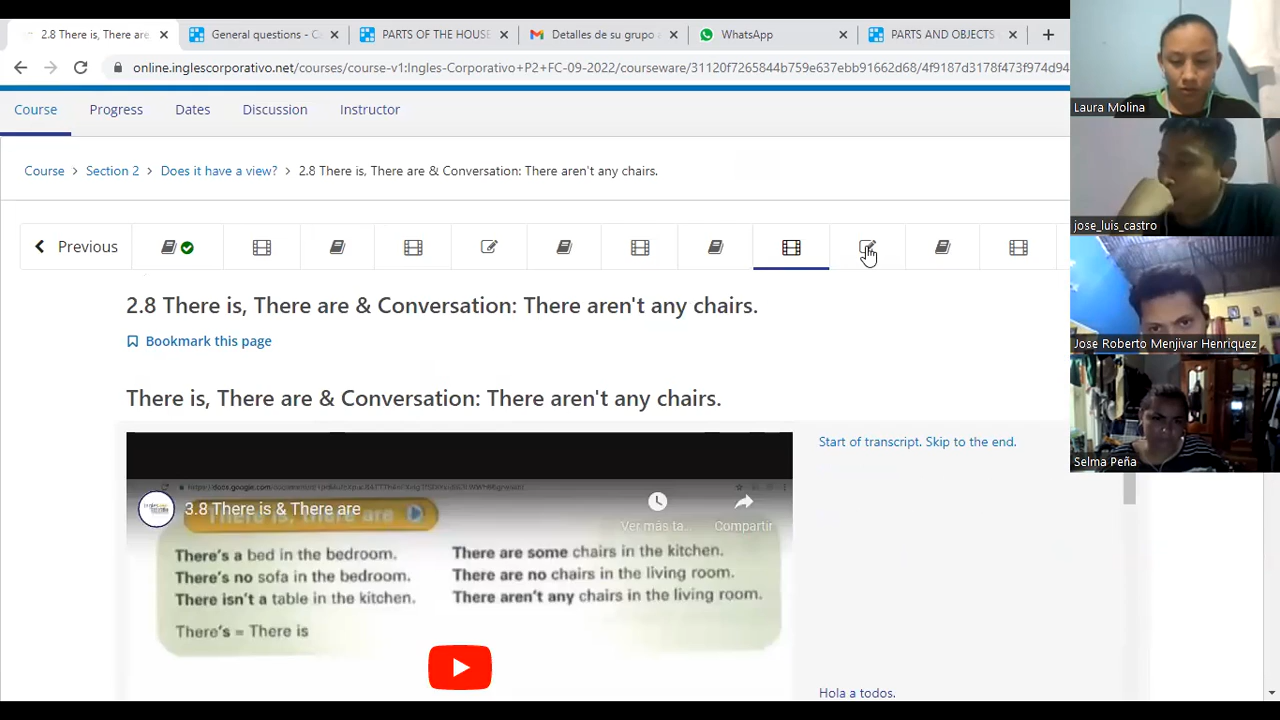 2.8 There is, There are
General questions - C
PARTS OF THE HOUSE
Detalles de su grupo
WhatsApp
PARTS AND OBJECTS
online.inglescorporativo.net/courses/course-v1:Ingles-Corporativo+P2+FC-09-2022/courseware/31120f7265844b759e637ebb91662d68/4f9187d3178f473f974d94
Course
Progress
Dates
Discussion
Instructor
Course > Section 2 > Does it have a view? > 2.8 There is, There are & Conversation: There aren't any chairs.
Previous
2.8 There is, There are & Conversation: There aren't any chairs.
Bookmark this page
There is, There are & Conversation: There aren't any chairs.
Start of transcript. Skip to the end.
3.8 There is & There are
There is, there are
Ver más ta...
Compartir
There's a bed in the bedroom.
There's no sofa in the bedroom.
There isn't a table in the kitchen.
There's = There is
There are some chairs in the kitchen.
There are no chairs in the living room.
There aren't any chairs in the living room.
Hola a todos.
Laura Molina
jose_luis_castro
Jose Roberto Menjivar Henriquez
Selma Peña